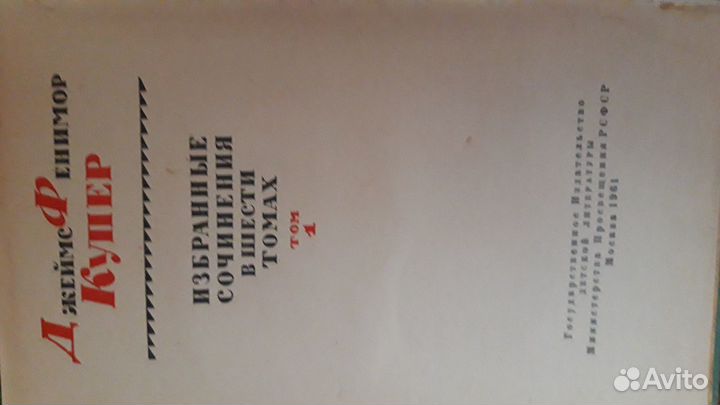 Джеймс Фенимор
Купер
ИЗБРАННЫЕ
СОЧИНЕНИЯ
В ШЕСТИ
ТОМАХ
ТОМ
1
Государственное Издательство
детской литературы
Министерства Просвещения РСФСР
Москва 1961
Avito